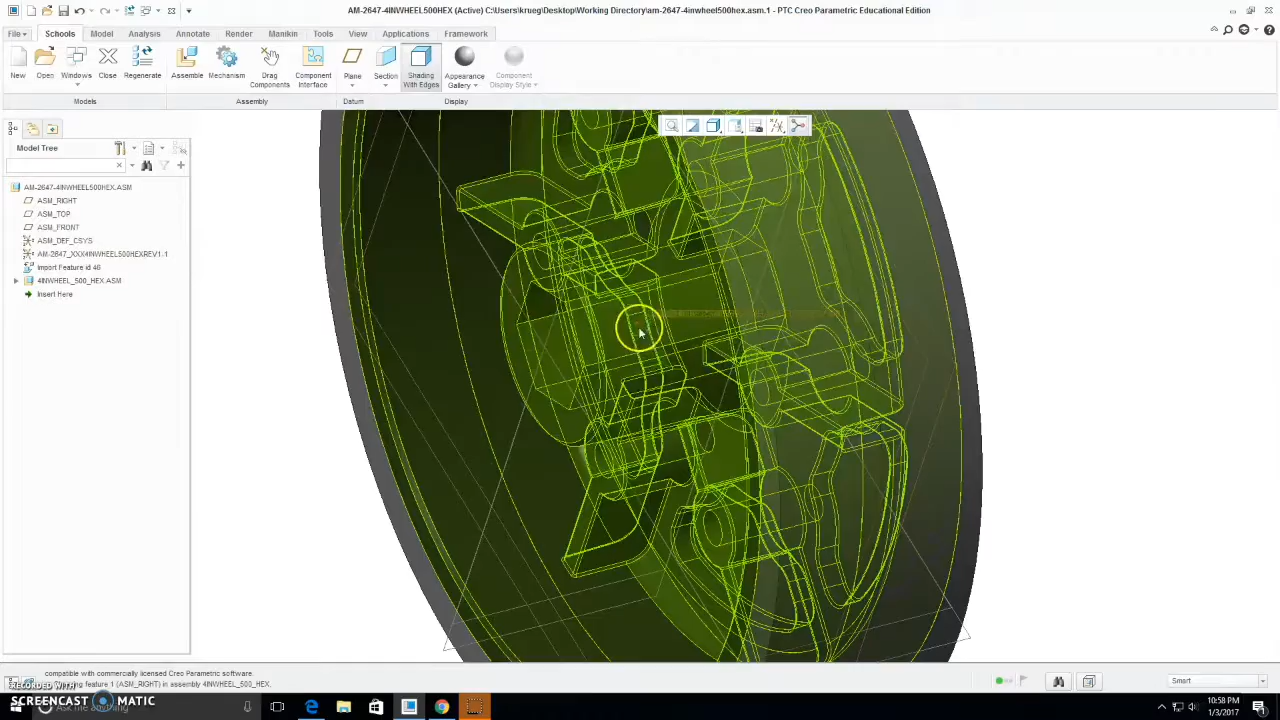 AM-2647-4INWHEEL500HEX (Active) C:\Users\krueg\Desktop\Working Directory\am-2647-4inwheel500hex.asm.1 - PTC Creo Parametric Educational Edition
File Schools Model Analysis Annotate Render Manikin Tools View Applications Framework
New Open Windows Close Regenerate Assemble Mechanism Drag Components Component Interface Plane Section Shading With Edges Appearance Gallery Component Display Style
Models Assembly Datum Display
Model Tree
AM-2647-4INWHEEL500HEX.ASM
ASM_RIGHT
ASM_TOP
ASM_FRONT
ASM_DEF_CSYS
AM-2647_XXX4INWHEEL500HEXREV1.1
Import Feature id 46
4INWHEEL_500_HEX.ASM
Insert Here
compatible with commercially licensed Creo Parametric software.
feature 1 (ASM_RIGHT) in assembly 4INWHEEL_500_HEX,
Smart
RECORDED WITH
SCREENCAST MATIC
10:58 PM
1/3/2017